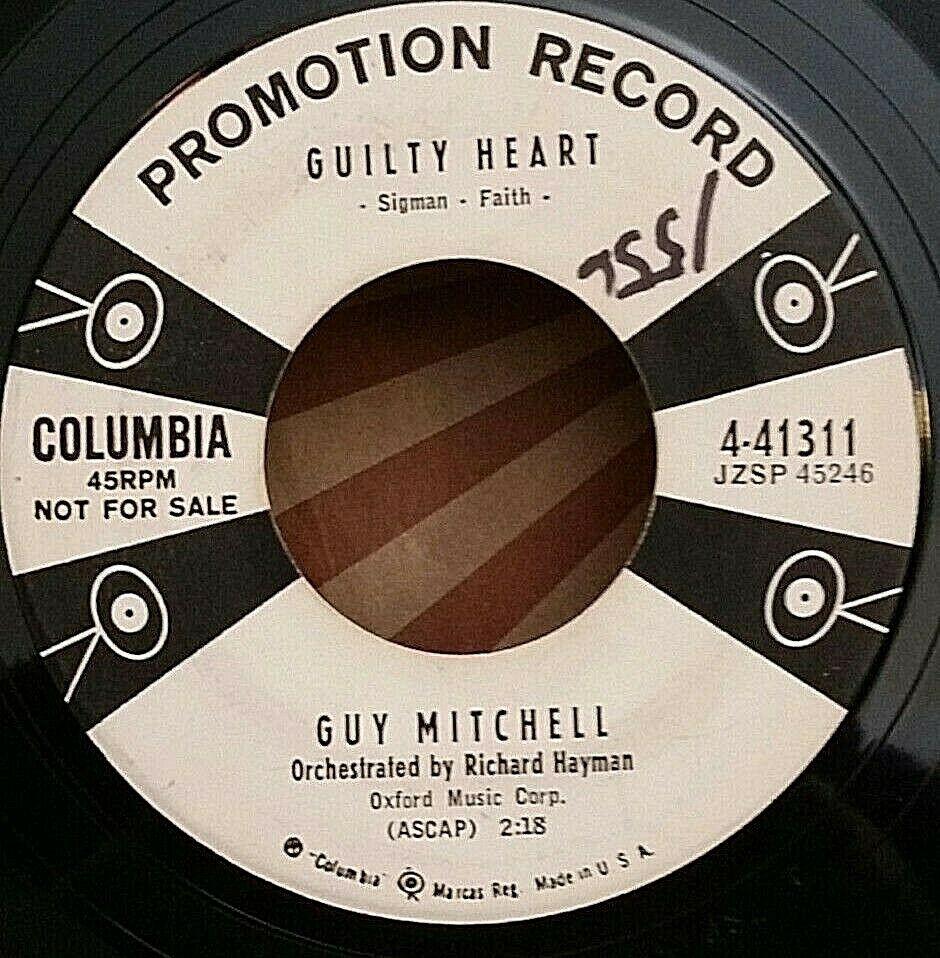 PROMOTION RECORD
GUILTY HEART
- Sigman - Faith -
COLUMBIA
45RPM
NOT FOR SALE
4-41311
JZSP 45246
GUY MITCHELL
Orchestrated by Richard Hayman
Oxford Music Corp.
(ASCAP) 2:18
"Columbia" Marcas Reg. Made in U S A